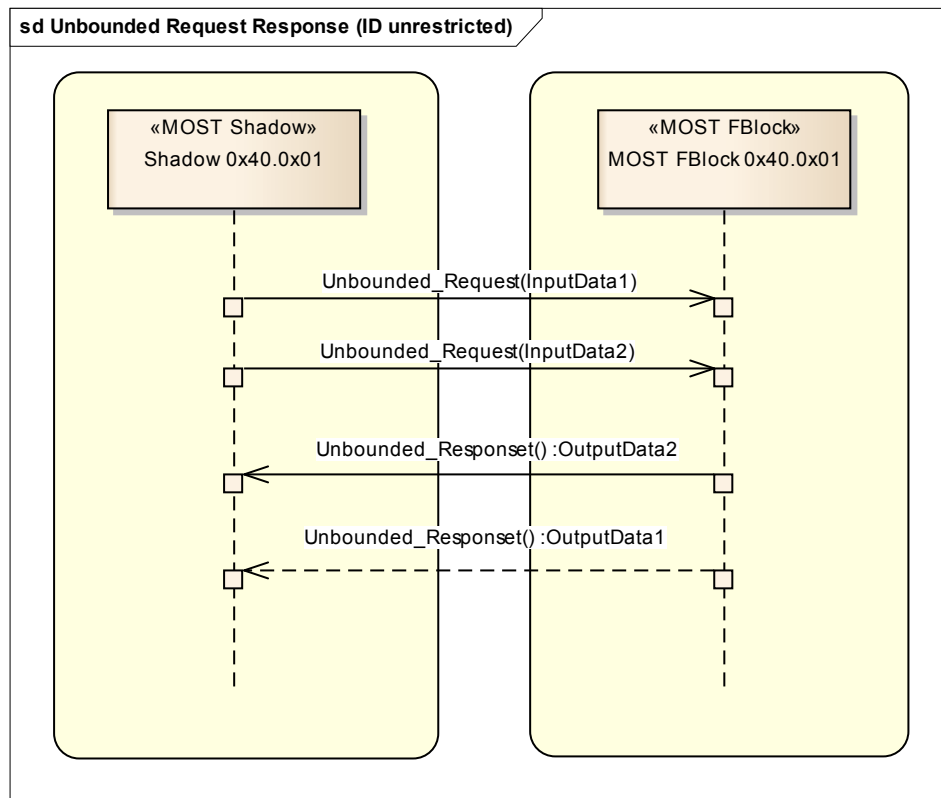 sd Unbounded Request Response (ID unrestricted)
«MOST Shadow»
Shadow 0x40.0x01
«MOST FBlock»
MOST FBlock 0x40.0x01
Unbounded_Request(InputData1)
Unbounded_Request(InputData2)
Unbounded_Responset() :OutputData2
Unbounded_Responset() :OutputData1